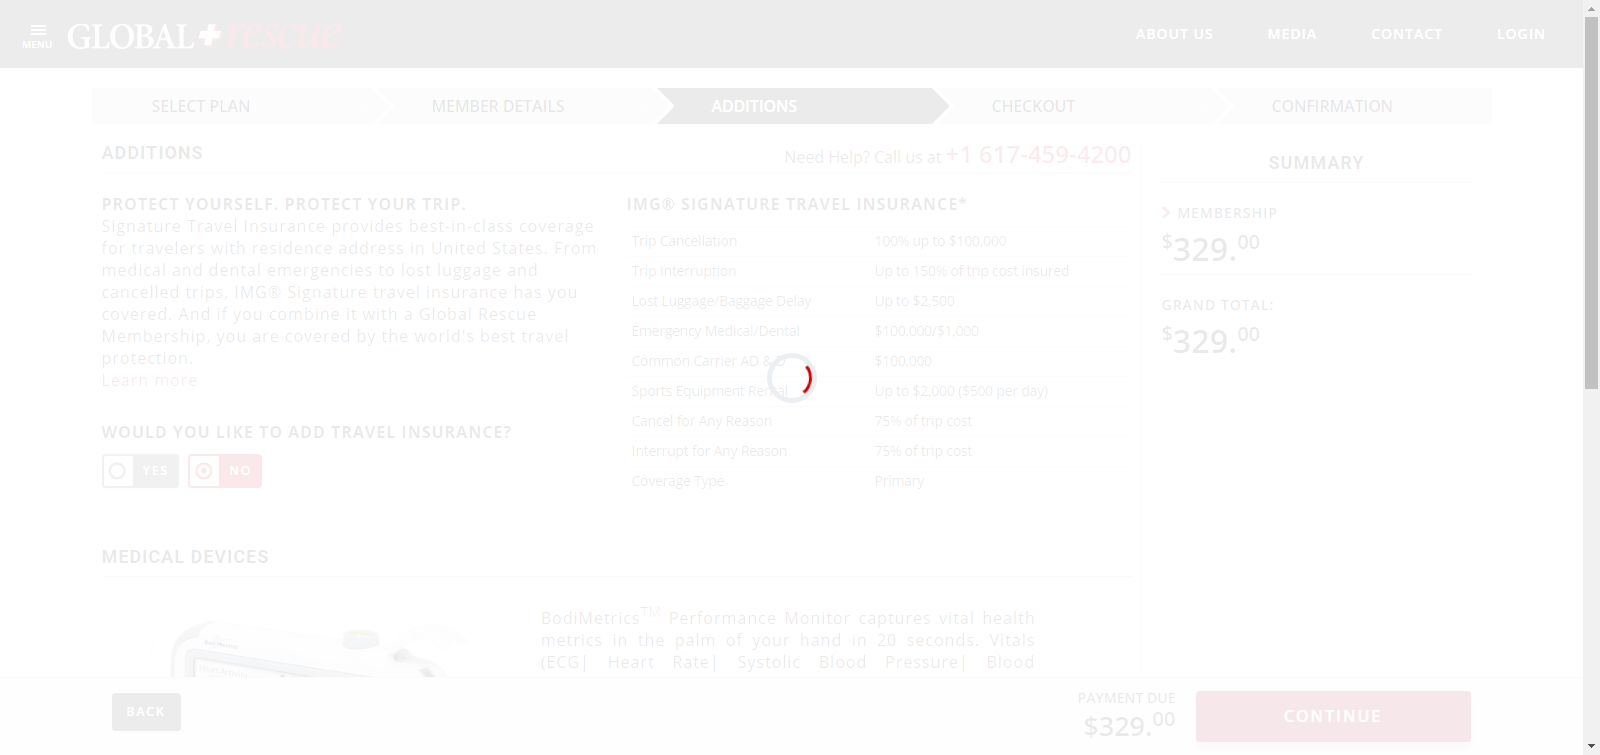 MENU
GLOBAL rescue
ABOUT US
MEDIA
CONTACT
LOGIN
SELECT PLAN
MEMBER DETAILS
ADDITIONS
CHECKOUT
CONFIRMATION
ADDITIONS
Need Help? Call us at +1 617-459-4200
PROTECT YOURSELF. PROTECT YOUR TRIP.
Signature Travel Insurance provides best-in-class coverage
for travelers with residence address in United States. From
medical and dental emergencies to lost luggage and
cancelled trips, IMG® Signature travel insurance has you
covered. And if you combine it with a Global Rescue
Membership, you are covered by the world's best travel
protection.
Learn more
WOULD YOU LIKE TO ADD TRAVEL INSURANCE?
YES
NO
IMG® SIGNATURE TRAVEL INSURANCE*
Trip Cancellation 100% up to $100,000
Trip Interruption Up to 150% of trip cost insured
Lost Luggage/Baggage Delay Up to $2,500
Emergency Medical/Dental $100,000/$1,000
Common Carrier AD & D $100,000
Sports Equipment Rental Up to $2,000 ($500 per day)
Cancel for Any Reason 75% of trip cost
Interrupt for Any Reason 75% of trip cost
Coverage Type Primary
SUMMARY
MEMBERSHIP
$329.00
GRAND TOTAL:
$329.00
MEDICAL DEVICES
BodiMetrics™ Performance Monitor captures vital health
metrics in the palm of your hand in 20 seconds. Vitals
(ECG| Heart Rate| Systolic Blood Pressure| Blood
BACK
PAYMENT DUE
$329.00
CONTINUE